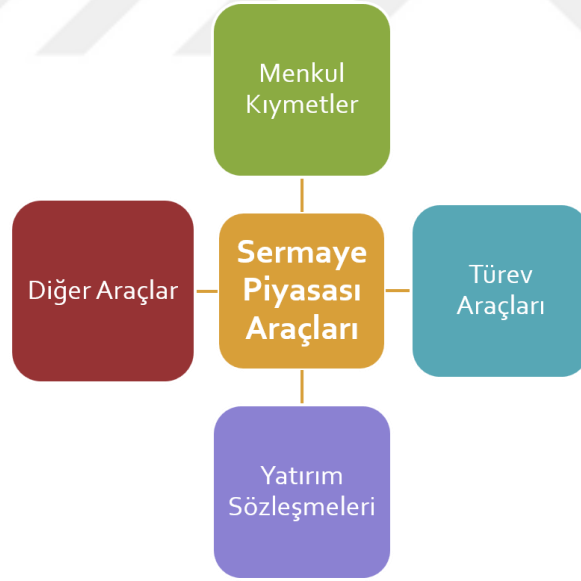 Menkul
Kıymetler
Diğer Araçlar
Sermaye
Piyasası
Araçları
Türev
Araçları
Yatırım
Sözleşmeleri